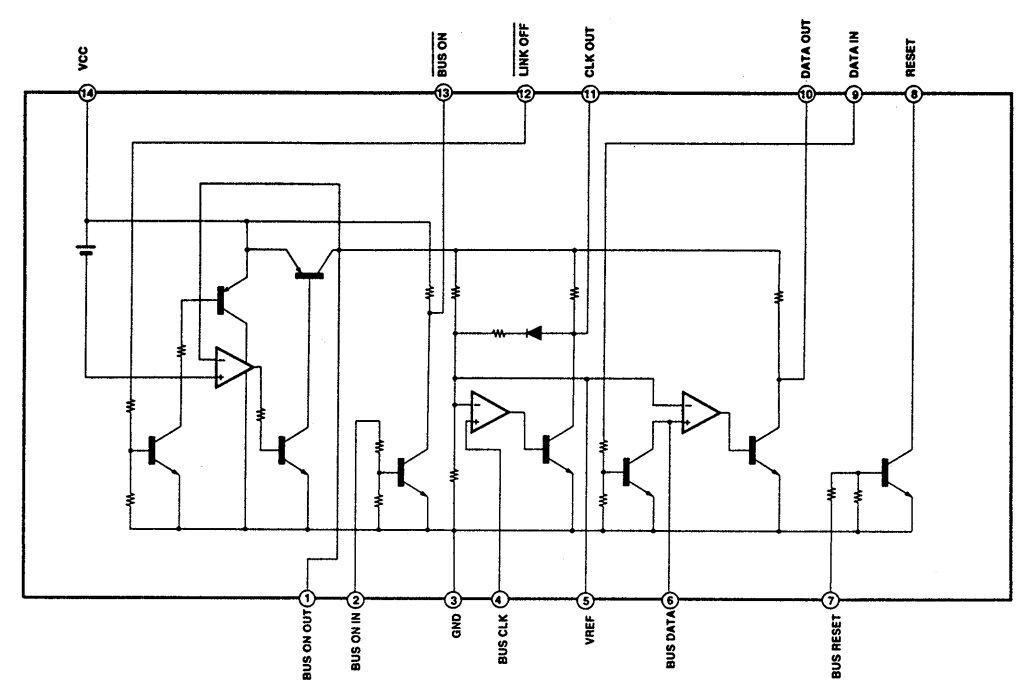 VCC
BUS ON
LINK OFF
CLK OUT
DATA OUT
DATA IN
RESET
14
13
12
11
10
9
8
−
+
−
+
−
+
1
2
3
4
5
6
7
BUS ON OUT
BUS ON IN
GND
BUS CLK
VREF
BUS DATA
BUS RESET